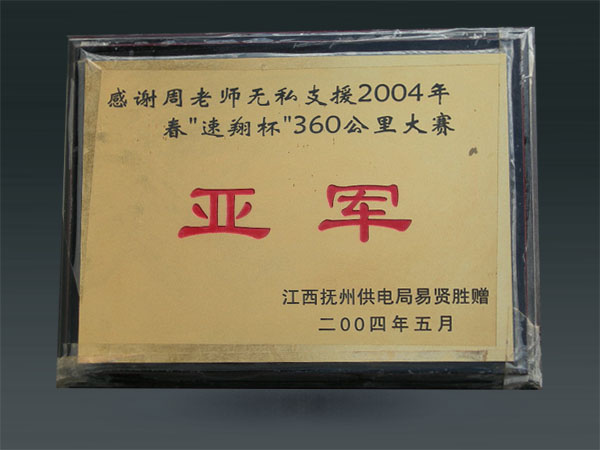 感谢周老师无私支援2004年
春"速翔杯"360公里大赛
亚军
江西抚州供电局易贤胜赠
二00四年五月